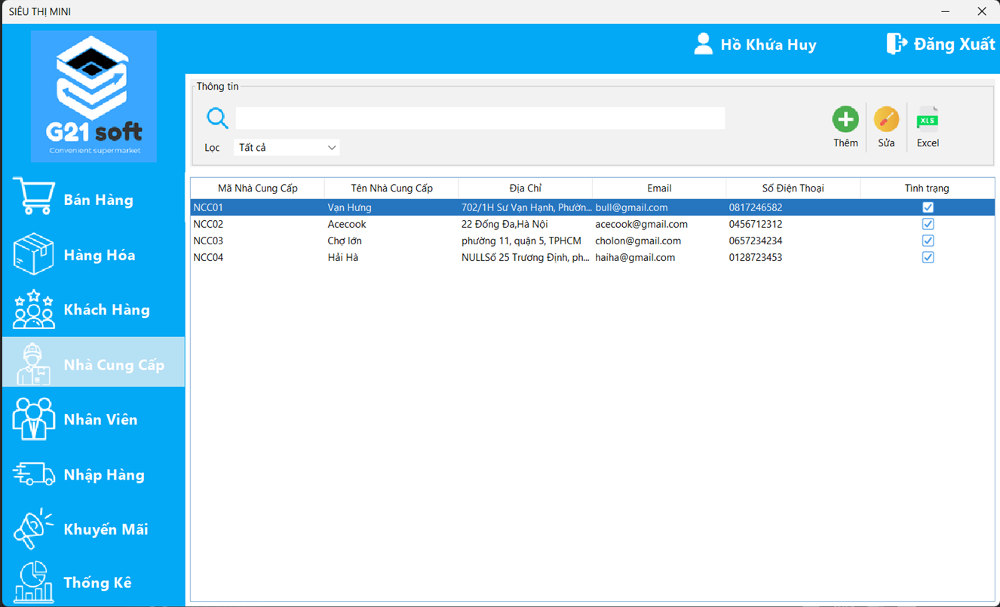 SIÊU THỊ MINI
G21 soft
Convenient supermarket
Hồ Khứa Huy
Đăng Xuất
Thông tin
Lọc
Tất cả
Thêm
Sửa
XLS
Excel
Bán Hàng
Hàng Hóa
Khách Hàng
Nhà Cung Cấp
Nhân Viên
Nhập Hàng
Khuyến Mãi
Thống Kê
Mã Nhà Cung Cấp Tên Nhà Cung Cấp Địa Chỉ Email Số Điện Thoại Tình trạng
NCC01 Vạn Hưng 702/1H Sư Vạn Hạnh, Phườn... bull@gmail.com 0817246582
NCC02 Acecook 22 Đống Đa,Hà Nội acecook@gmail.com 0456712312
NCC03 Chợ lớn phường 11, quận 5, TPHCM cholon@gmail.com 0657234234
NCC04 Hải Hà NULLSố 25 Trương Định, ph... haiha@gmail.com 0128723453